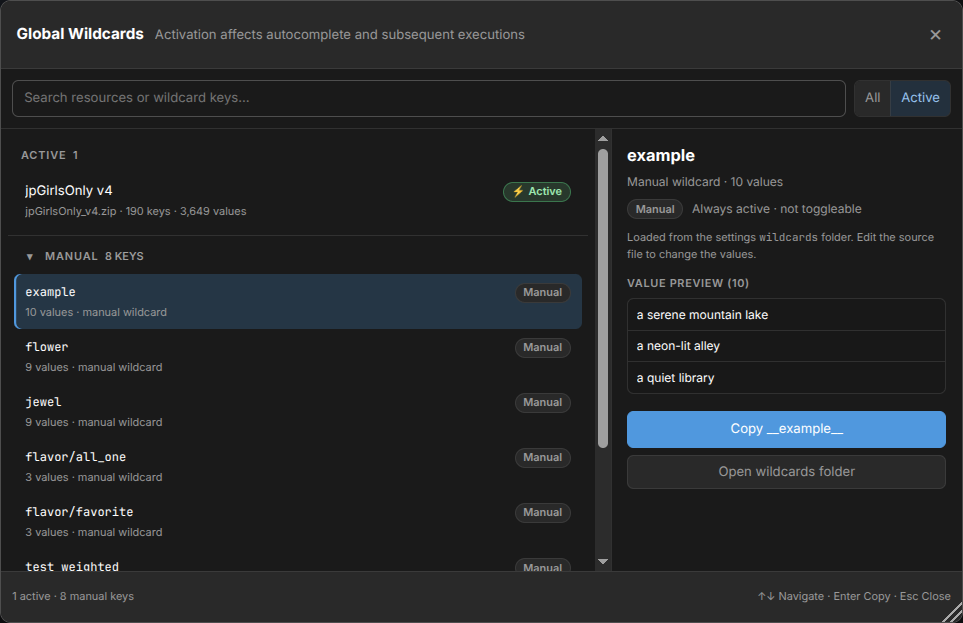 Global Wildcards Activation affects autocomplete and subsequent executions ✕
Search resources or wildcard keys...
All Active
ACTIVE 1
jpGirlsOnly v4
⚡ Active
jpGirlsOnly_v4.zip · 190 keys · 3,649 values
▼ MANUAL 8 KEYS
example
Manual
10 values · manual wildcard
flower
Manual
9 values · manual wildcard
jewel
Manual
9 values · manual wildcard
flavor/all_one
Manual
3 values · manual wildcard
flavor/favorite
Manual
3 values · manual wildcard
test_weighted
Manual
example
Manual wildcard · 10 values
Manual Always active · not toggleable
Loaded from the settings wildcards folder. Edit the source
file to change the values.
VALUE PREVIEW (10)
a serene mountain lake
a neon-lit alley
a quiet library
Copy __example__
Open wildcards folder
1 active · 8 manual keys
↑↓ Navigate · Enter Copy · Esc Close